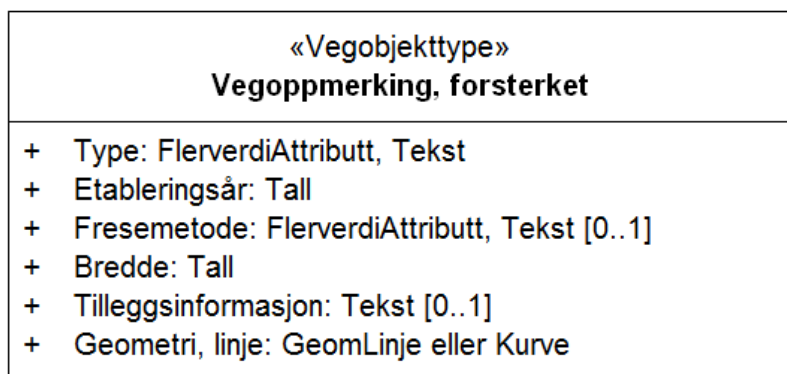 «Vegobjekttype»
Vegoppmerking, forsterket
+ Type: FlerverdiAttributt, Tekst
+ Etableringsår: Tall
+ Fresemetode: FlerverdiAttributt, Tekst [0..1]
+ Bredde: Tall
+ Tilleggsinformasjon: Tekst [0..1]
+ Geometri, linje: GeomLinje eller Kurve